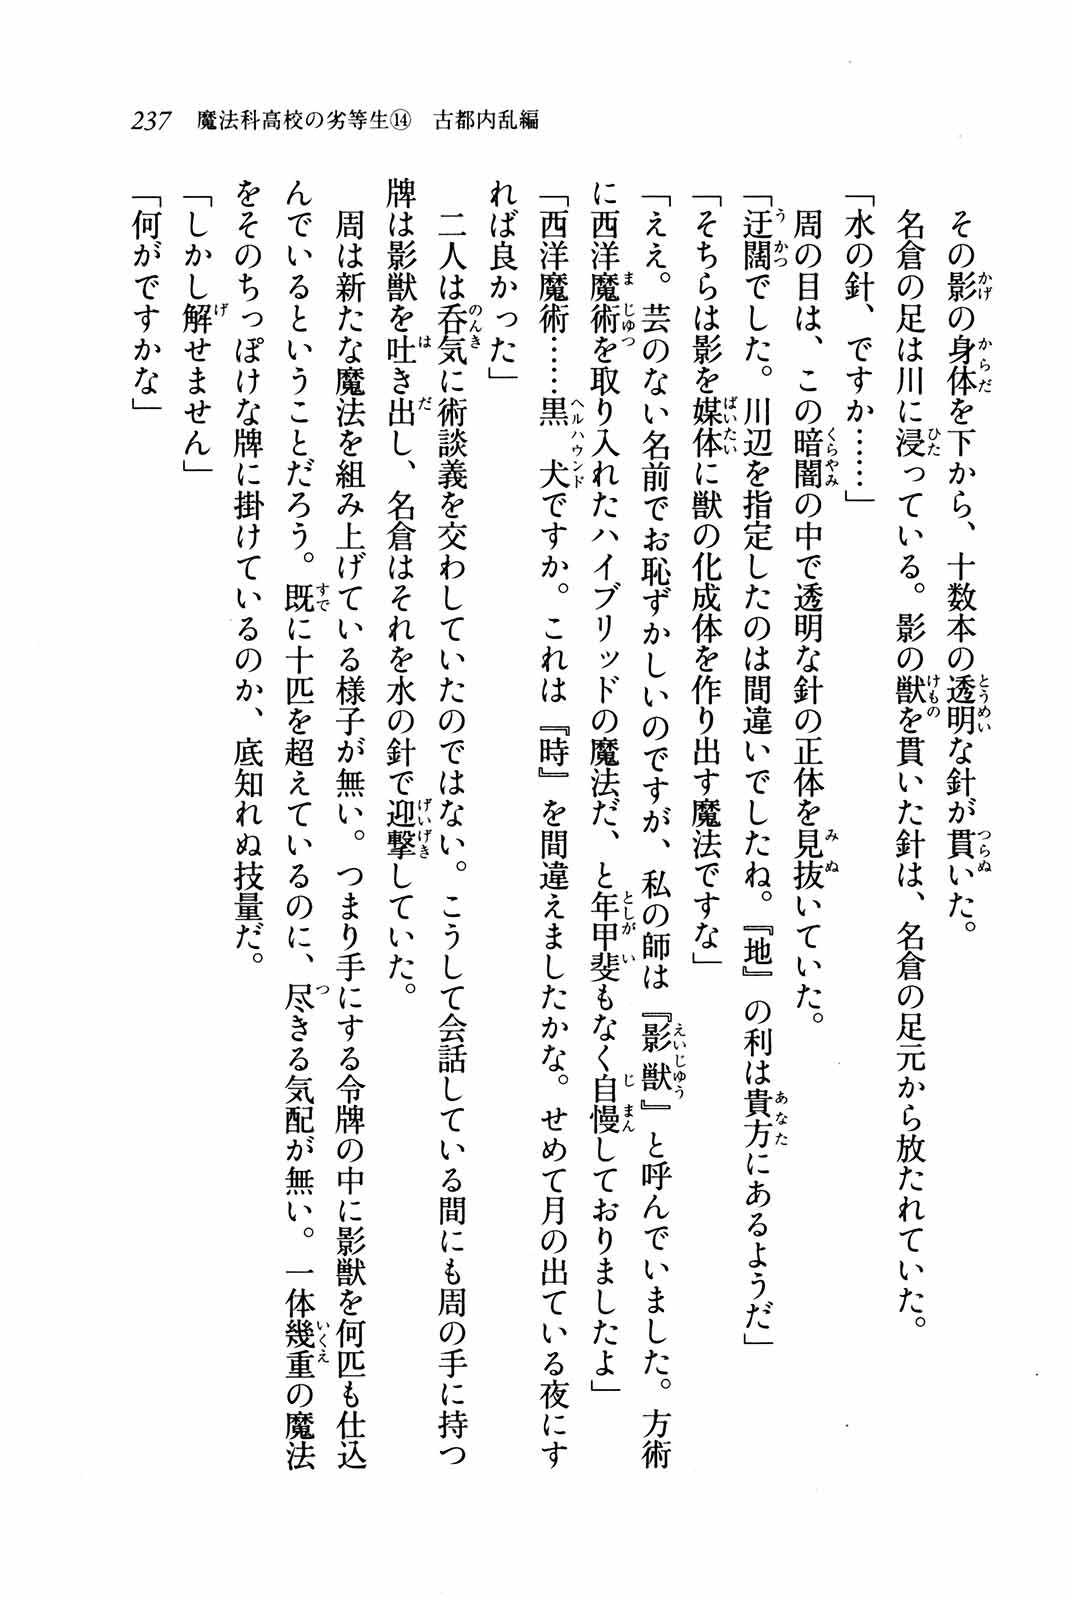 237　魔法科高校の劣等生⑭　古都内乱編
　その影の身体を下から、十数本の透明な針が貫いた。
　名倉の足は川に浸っている。影の獣を貫いた針は、名倉の足元から放たれていた。
「水の針、ですか……」
　周の目は、この暗闇の中で透明な針の正体を見抜いていた。
「迂闊でした。川辺を指定したのは間違いでしたね。『地』の利は貴方にあるようだ」
「そちらは影を媒体に獣の化成体を作り出す魔法ですな」
「ええ。芸のない名前でお恥ずかしいのですが、私の師は『影獣』と呼んでいました。方術
に西洋魔術を取り入れたハイブリッドの魔法だ、と年甲斐もなく自慢しておりましたよ」
「西洋魔術……黒犬ですか。これは『時』を間違えましたかな。せめて月の出ている夜にす
れば良かった」
　二人は呑気に術談義を交わしていたのではない。こうして会話している間にも周の手に持つ
牌は影獣を吐き出し、名倉はそれを水の針で迎撃していた。
　周は新たな魔法を組み上げている様子が無い。つまり手にする令牌の中に影獣を何匹も仕込
んでいるということだろう。既に十匹を超えているのに、尽きる気配が無い。一体幾重の魔法
をそのちっぽけな牌に掛けているのか、底知れぬ技量だ。
「しかし解せません」
「何がですかな」